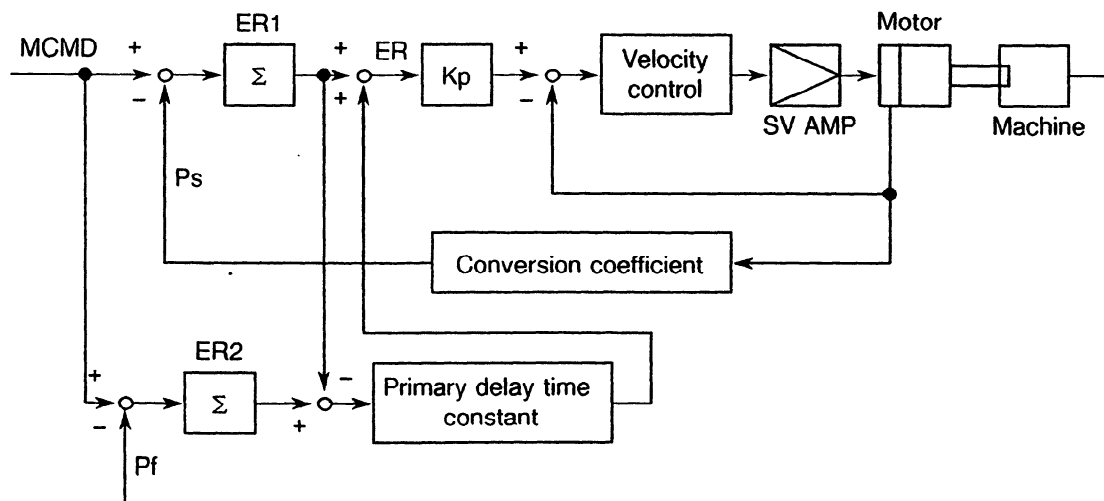 Motor
ER1
MCMD + - Σ + + ER Kp + - Velocity control
SV AMP
Machine
Ps
Conversion coefficient
ER2
+ - Σ + - Primary delay time constant
Pf